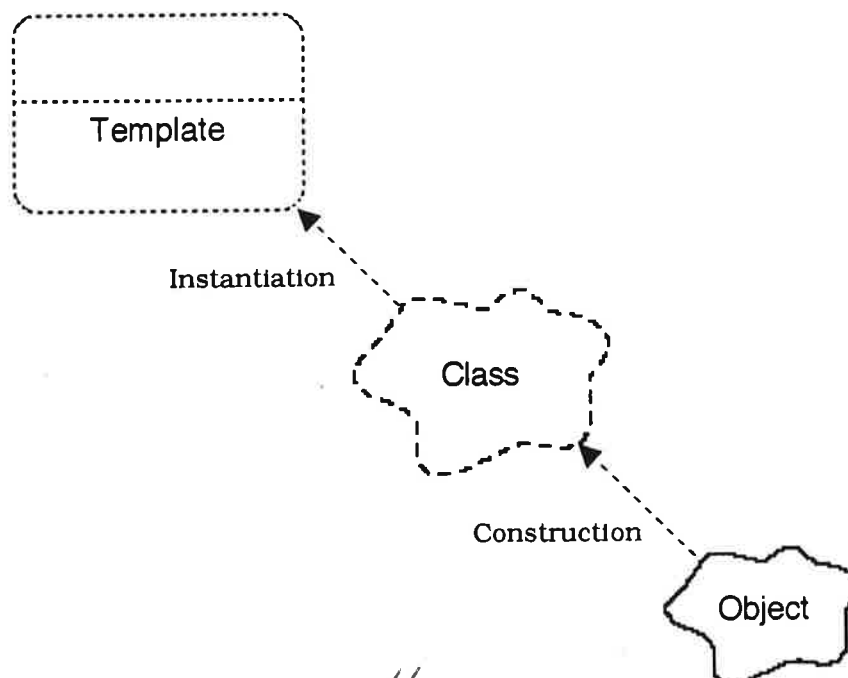 Template
Instantiation
Class
Construction
Object